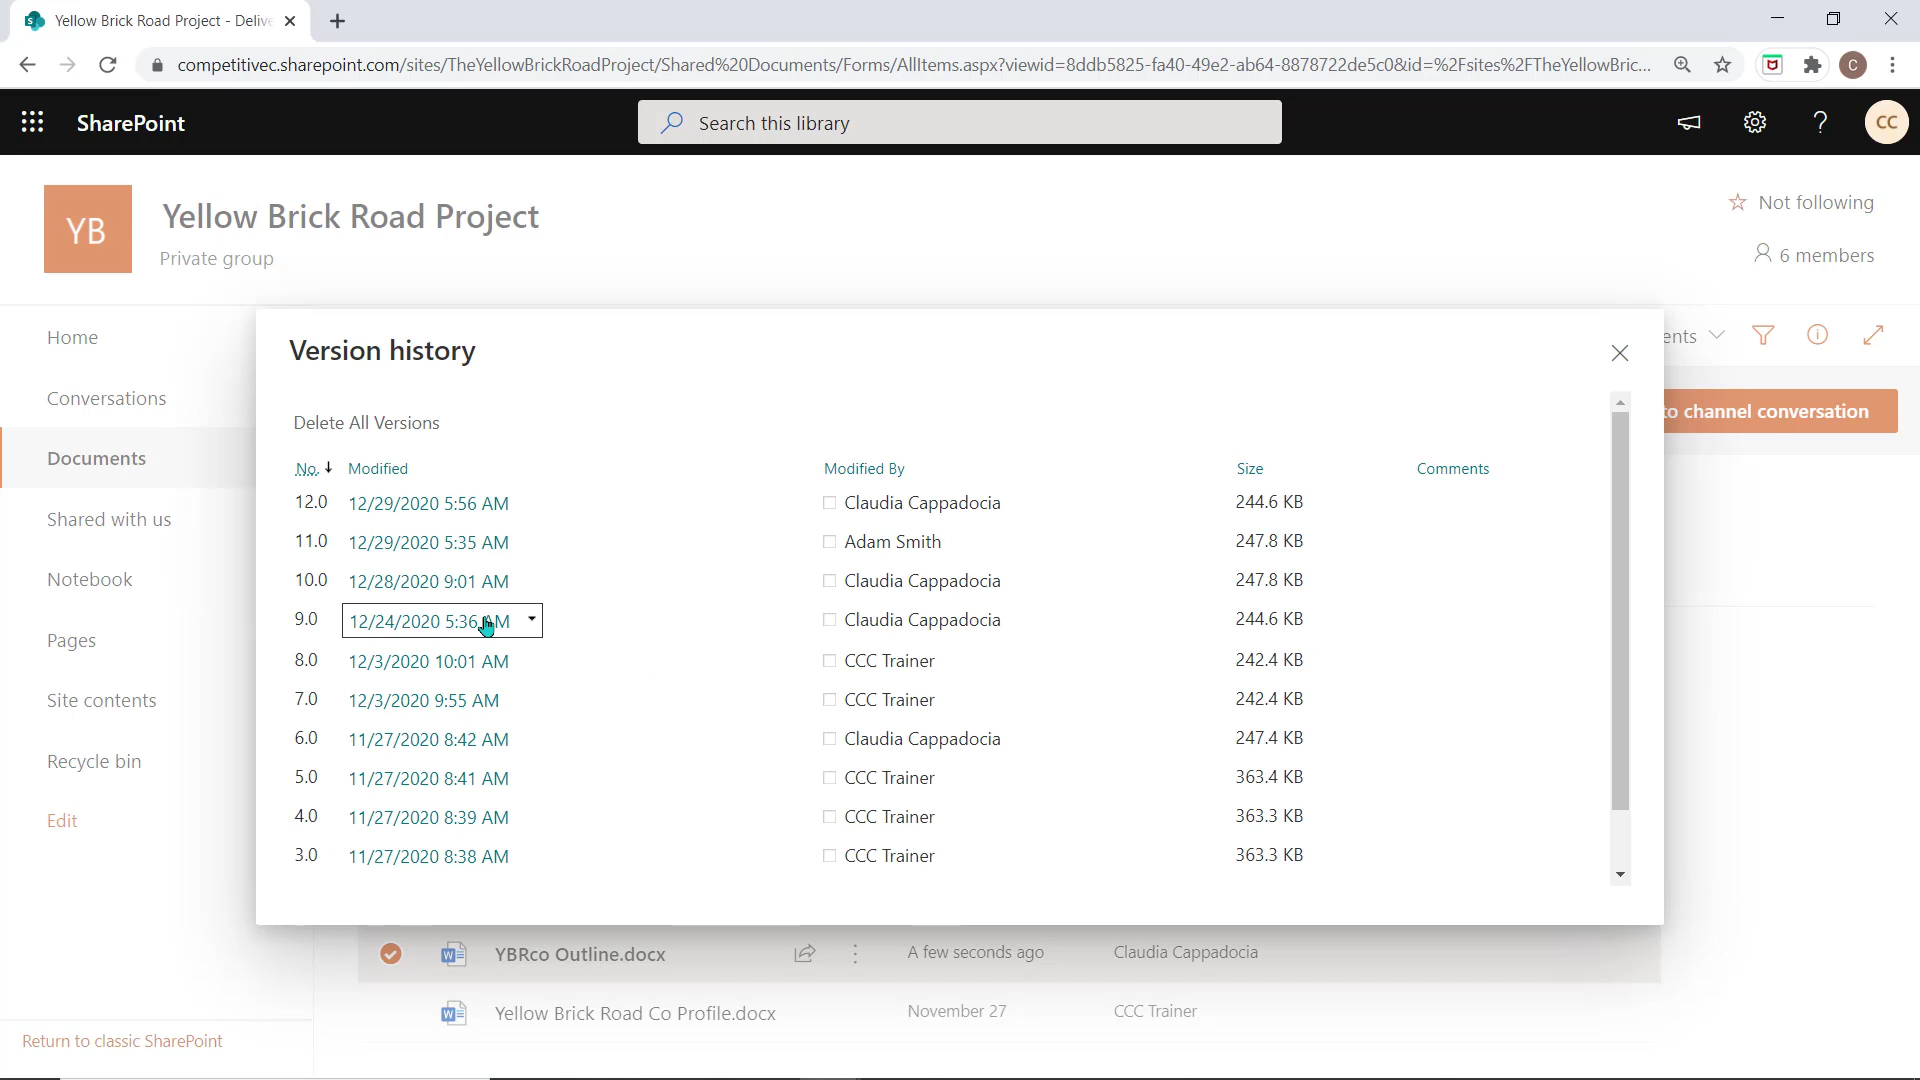 Yellow Brick Road Project - Delive
competitivec.sharepoint.com/sites/TheYellowBrickRoadProject/Shared%20Documents/Forms/AllItems.aspx?viewid=8ddb5825-fa40-49e2-ab64-8878722de5c0&id=%2Fsites%2FTheYellowBric...
C
SharePoint
Search this library
CC
YB
Yellow Brick Road Project
Not following
Private group
6 members
Home
ents
Version history
Conversations
to channel conversation
Delete All Versions
Documents
No. Modified Modified By Size Comments
12.0 12/29/2020 5:56 AM Claudia Cappadocia 244.6 KB
Shared with us
11.0 12/29/2020 5:35 AM Adam Smith 247.8 KB
Notebook
10.0 12/28/2020 9:01 AM Claudia Cappadocia 247.8 KB
9.0 12/24/2020 5:36 AM Claudia Cappadocia 244.6 KB
Pages
8.0 12/3/2020 10:01 AM CCC Trainer 242.4 KB
Site contents
7.0 12/3/2020 9:55 AM CCC Trainer 242.4 KB
6.0 11/27/2020 8:42 AM Claudia Cappadocia 247.4 KB
Recycle bin
5.0 11/27/2020 8:41 AM CCC Trainer 363.4 KB
Edit
4.0 11/27/2020 8:39 AM CCC Trainer 363.3 KB
3.0 11/27/2020 8:38 AM CCC Trainer 363.3 KB
YBRco Outline.docx A few seconds ago Claudia Cappadocia
Yellow Brick Road Co Profile.docx November 27 CCC Trainer
Return to classic SharePoint